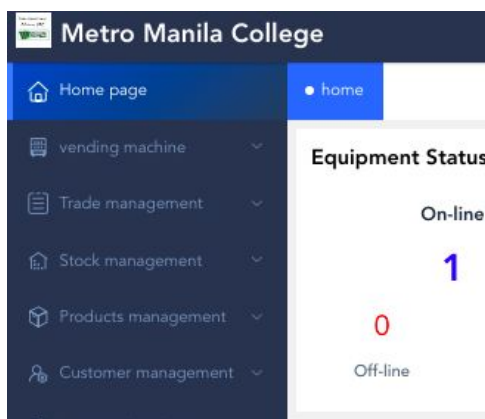 Metro Manila College
Home page
home
vending machine
Equipment Status
Trade management
On-line
Stock management
1
Products management
0
Customer management
Off-line